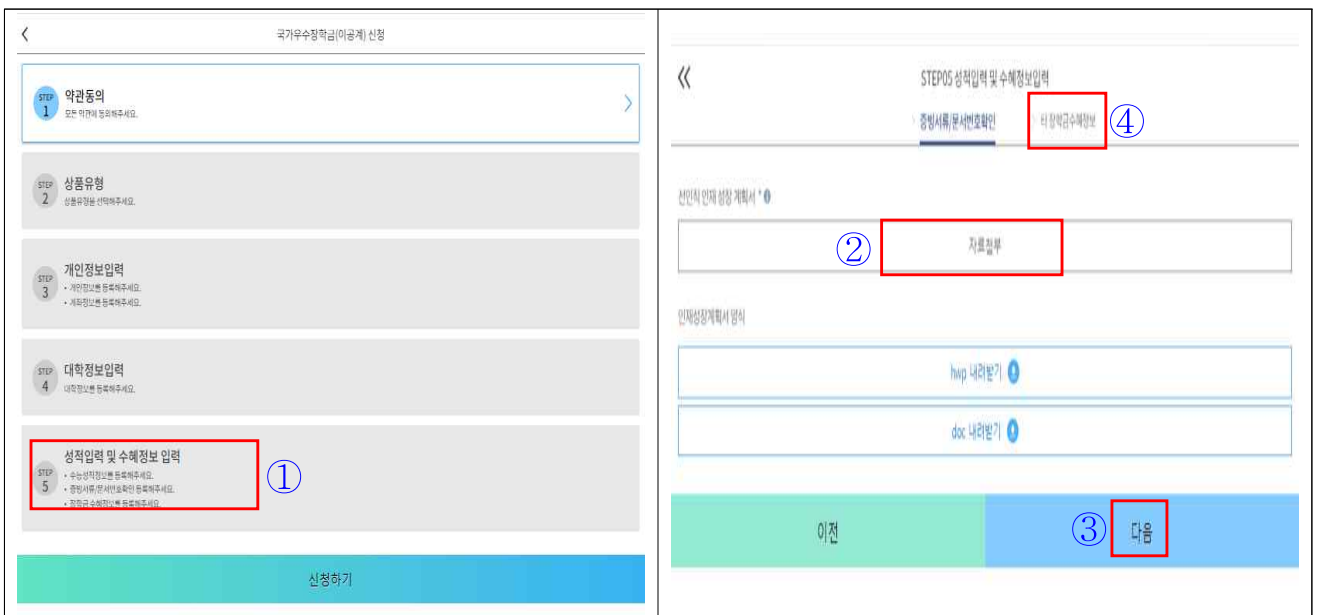 국가우수장학금(이공계) 신청
STEP 1
약관동의
모든 약관에 동의해주세요.
STEP 2
상품유형
상품유형을 선택해주세요.
STEP 3
개인정보입력
• 개인정보를 등록해주세요.
• 계좌정보를 등록해주세요.
STEP 4
대학정보입력
대학정보를 등록해주세요.
STEP 5
성적입력 및 수혜정보 입력
• 수능성적정보를 등록해주세요.
• 증빙서류/문서번호확인 등록해주세요.
• 장학금 수혜정보를 등록해주세요.
①
신청하기
STEP05 성적입력 및 수혜정보입력
증빙서류/문서번호확인
타 장학금수혜정보
④
선인직 인재 성장 계획서 *
②
자료첨부
인재성장계획서 양식
hwp 내려받기
doc 내려받기
이전
③
다음